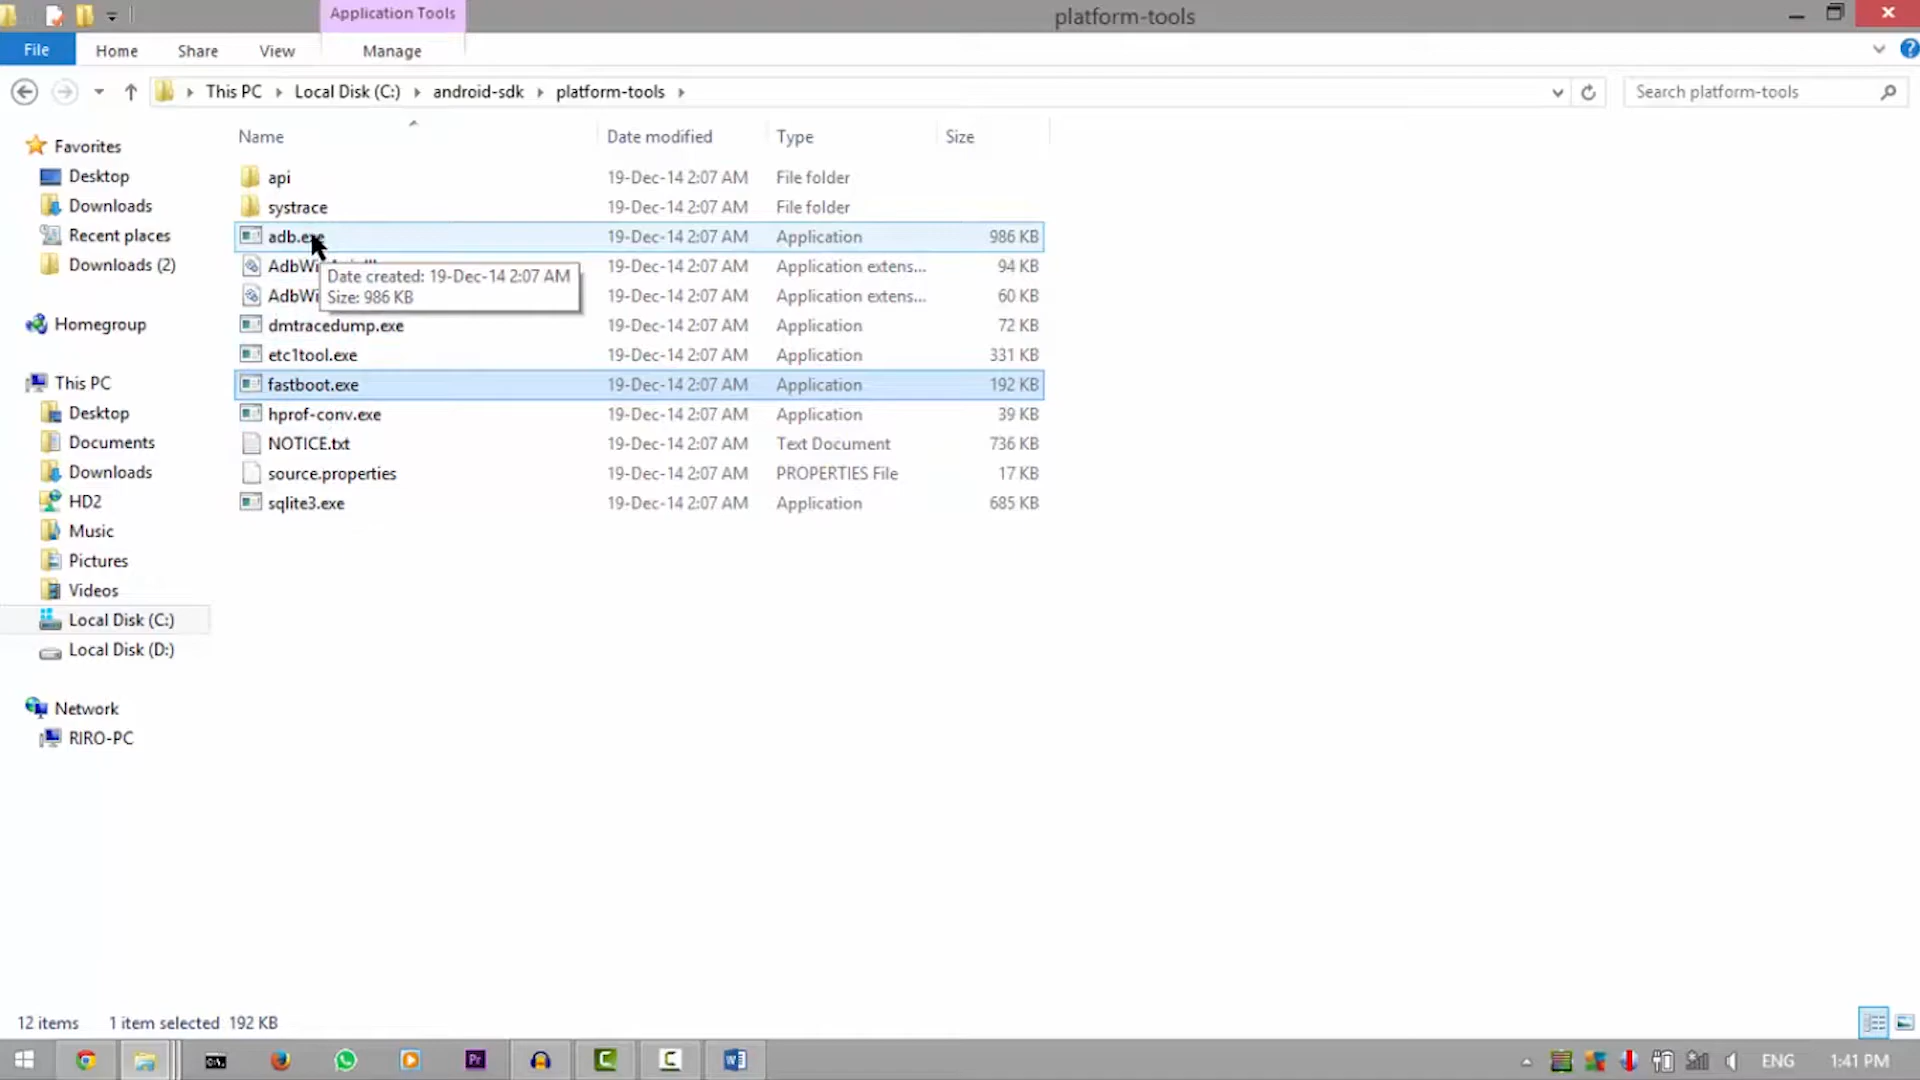 Application Tools
platform-tools
File Home Share View Manage
This PC Local Disk (C:) android-sdk platform-tools
Search platform-tools
Name Date modified Type Size
Favorites
Desktop
Downloads
Recent places
Downloads (2)
Homegroup
This PC
Desktop
Documents
Downloads
HD2
Music
Pictures
Videos
Local Disk (C:)
Local Disk (D:)
Network
RIRO-PC
api 19-Dec-14 2:07 AM File folder
systrace 19-Dec-14 2:07 AM File folder
adb.exe 19-Dec-14 2:07 AM Application 986 KB
AdbWi 19-Dec-14 2:07 AM Application extens... 94 KB
Date created: 19-Dec-14 2:07 AM
Size: 986 KB
AdbWi 19-Dec-14 2:07 AM Application extens... 60 KB
dmtracedump.exe 19-Dec-14 2:07 AM Application 72 KB
etc1tool.exe 19-Dec-14 2:07 AM Application 331 KB
fastboot.exe 19-Dec-14 2:07 AM Application 192 KB
hprof-conv.exe 19-Dec-14 2:07 AM Application 39 KB
NOTICE.txt 19-Dec-14 2:07 AM Text Document 736 KB
source.properties 19-Dec-14 2:07 AM PROPERTIES File 17 KB
sqlite3.exe 19-Dec-14 2:07 AM Application 685 KB
12 items 1 item selected 192 KB
ENG 1:41 PM